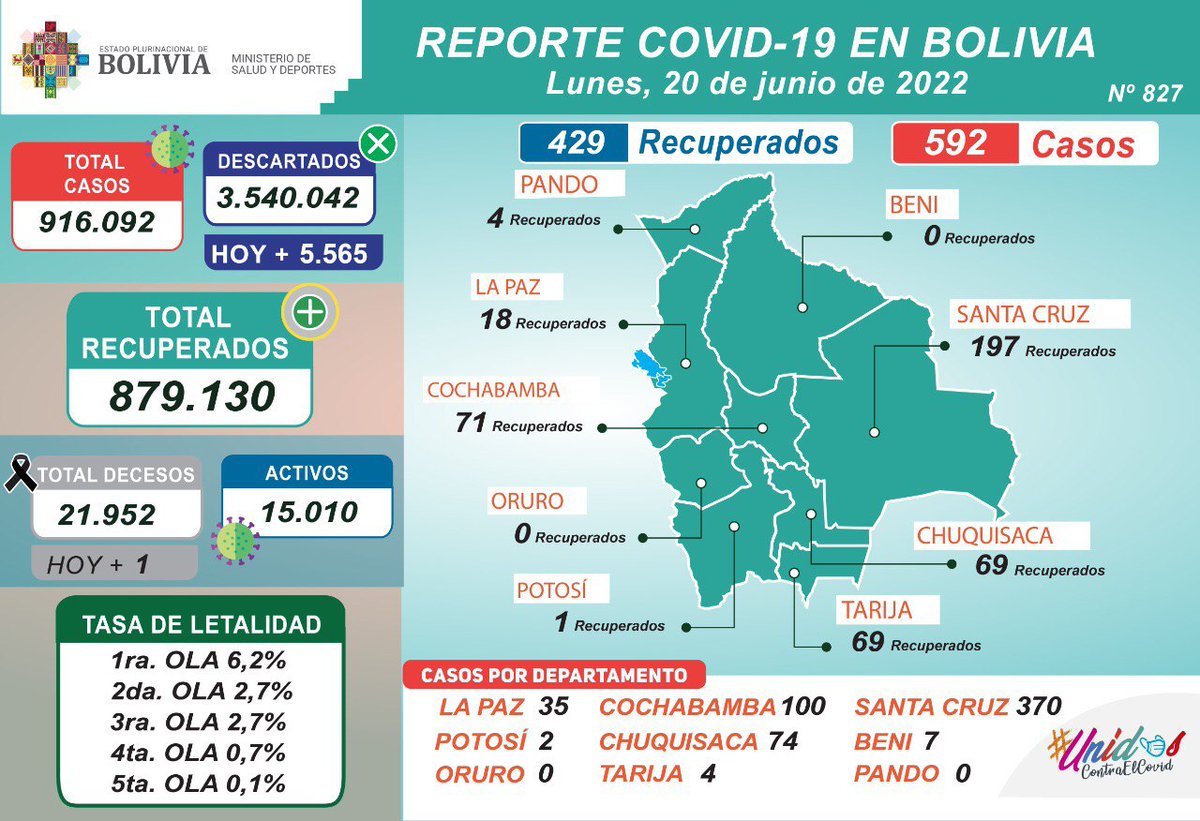 ESTADO PLURINACIONAL DE
BOLIVIA
MINISTERIO DE
SALUD Y DEPORTES
REPORTE COVID-19 EN BOLIVIA
Lunes, 20 de junio de 2022
Nº 827
TOTAL
CASOS
916.092
DESCARTADOS
3.540.042
HOY + 5.565
TOTAL
RECUPERADOS
879.130
TOTAL DECESOS
21.952
HOY + 1
ACTIVOS
15.010
TASA DE LETALIDAD
1ra. OLA 6,2%
2da. OLA 2,7%
3ra. OLA 2,7%
4ta. OLA 0,7%
5ta. OLA 0,1%
429 Recuperados
592 Casos
PANDO
4 Recuperados
BENI
0 Recuperados
LA PAZ
18 Recuperados
SANTA CRUZ
197 Recuperados
COCHABAMBA
71 Recuperados
ORURO
0 Recuperados
CHUQUISACA
69 Recuperados
POTOSÍ
1 Recuperados
TARIJA
69 Recuperados
CASOS POR DEPARTAMENTO
LA PAZ 35 COCHABAMBA 100 SANTA CRUZ 370
POTOSÍ 2 CHUQUISACA 74 BENI 7
ORURO 0 TARIJA 4 PANDO 0
#Unidos
ContraElCovid